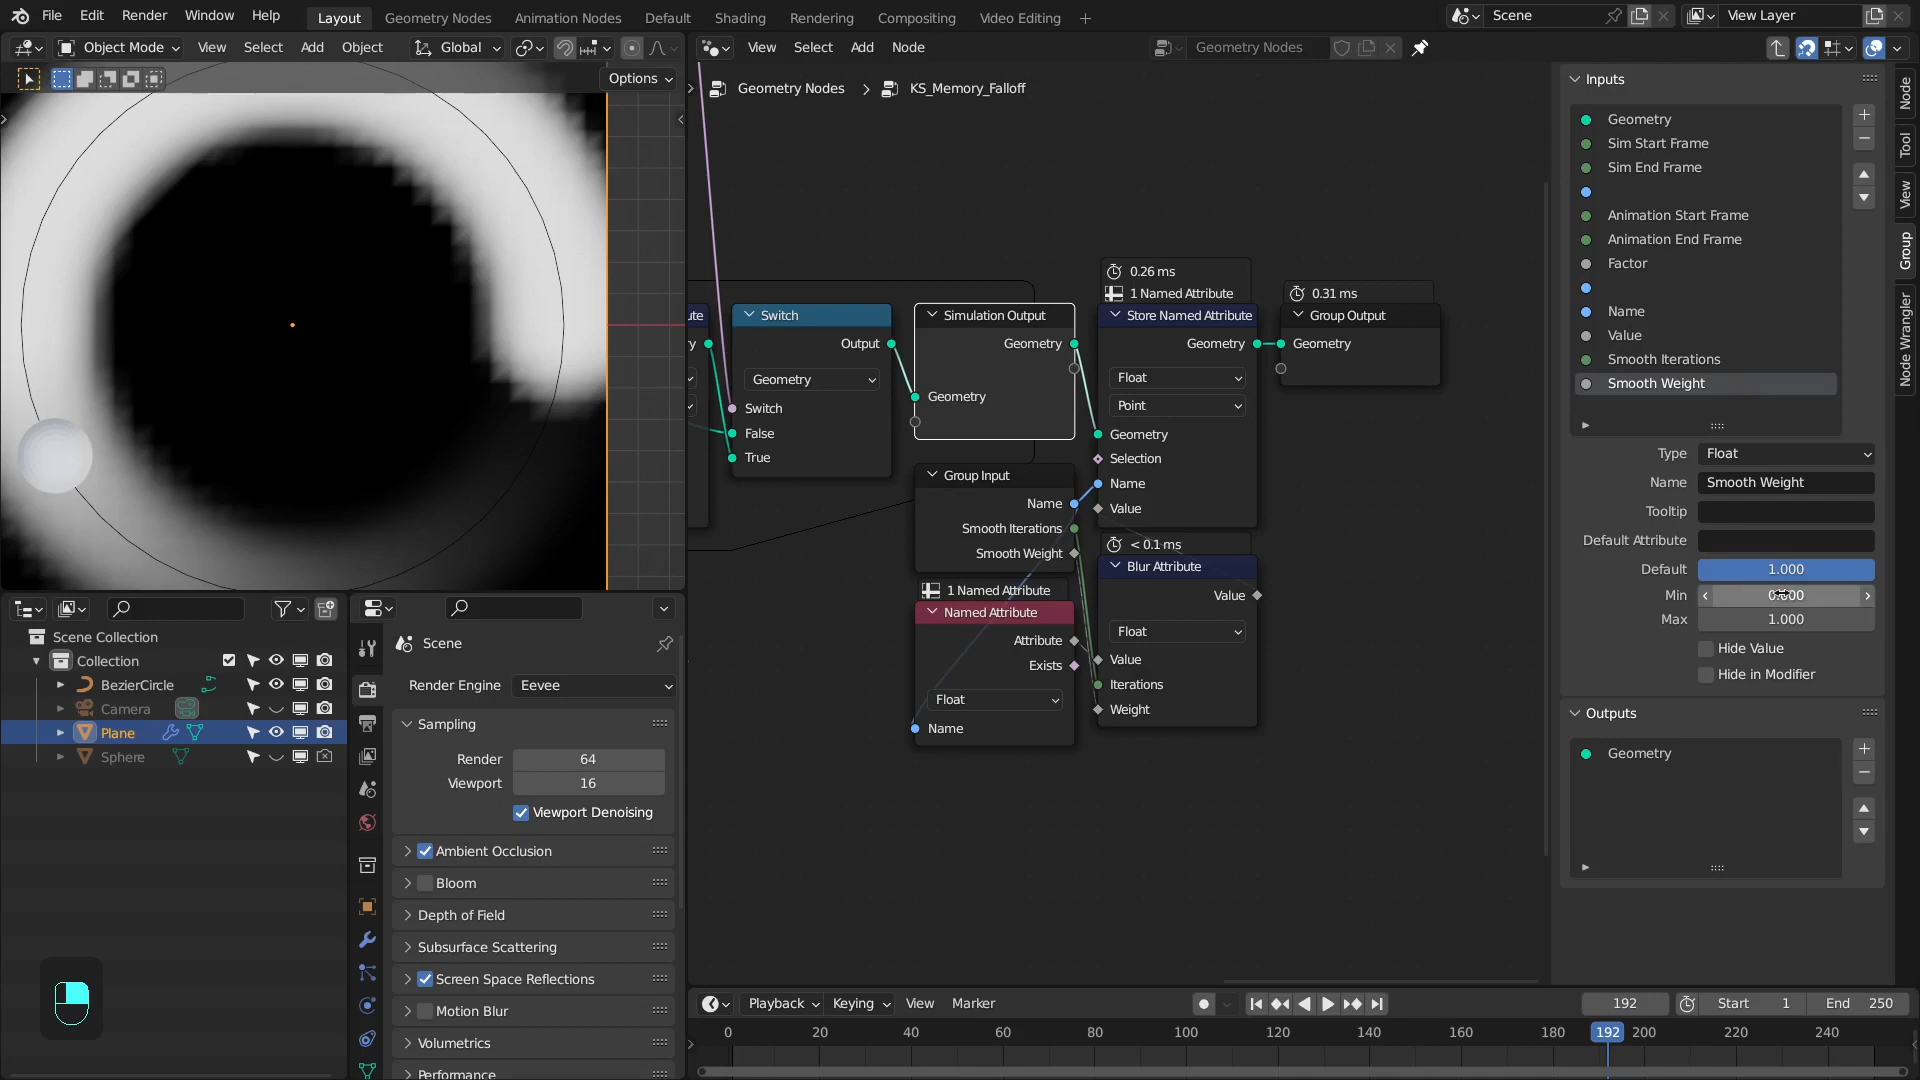 File Edit Render Window Help
Layout Geometry Nodes Animation Nodes Default Shading Rendering Compositing Video Editing
Scene
View Layer
Object Mode View Select Add Object Global
Options
View Select Add Node
Geometry Nodes
Geometry Nodes KS_Memory_Falloff
Switch
Output
Geometry
Switch
False
True
Simulation Output
Geometry
Geometry
0.26 ms
1 Named Attribute
Store Named Attribute
Geometry
Float
Point
Geometry
Selection
Name
Value
0.31 ms
Group Output
Geometry
Group Input
Name
Smooth Iterations
Smooth Weight
1 Named Attribute
Named Attribute
Attribute
Exists
Float
Name
< 0.1 ms
Blur Attribute
Value
Float
Value
Iterations
Weight
Inputs
Geometry
Sim Start Frame
Sim End Frame
Animation Start Frame
Animation End Frame
Factor
Name
Value
Smooth Iterations
Smooth Weight
Type Float
Name Smooth Weight
Tooltip
Default Attribute
Default 1.000
Min
Max 1.000
Hide Value
Hide in Modifier
Outputs
Geometry
Node
Tool
View
Group
Node Wrangler
Scene Collection
Collection
BezierCircle
Camera
Plane
Sphere
Scene
Render Engine Eevee
Sampling
Render 64
Viewport 16
Viewport Denoising
Ambient Occlusion
Bloom
Depth of Field
Subsurface Scattering
Screen Space Reflections
Motion Blur
Volumetrics
Performance
Playback Keying View Marker
192 Start 1 End 250
0 20 40 60 80 100 120 140 160 180 192 200 220 240